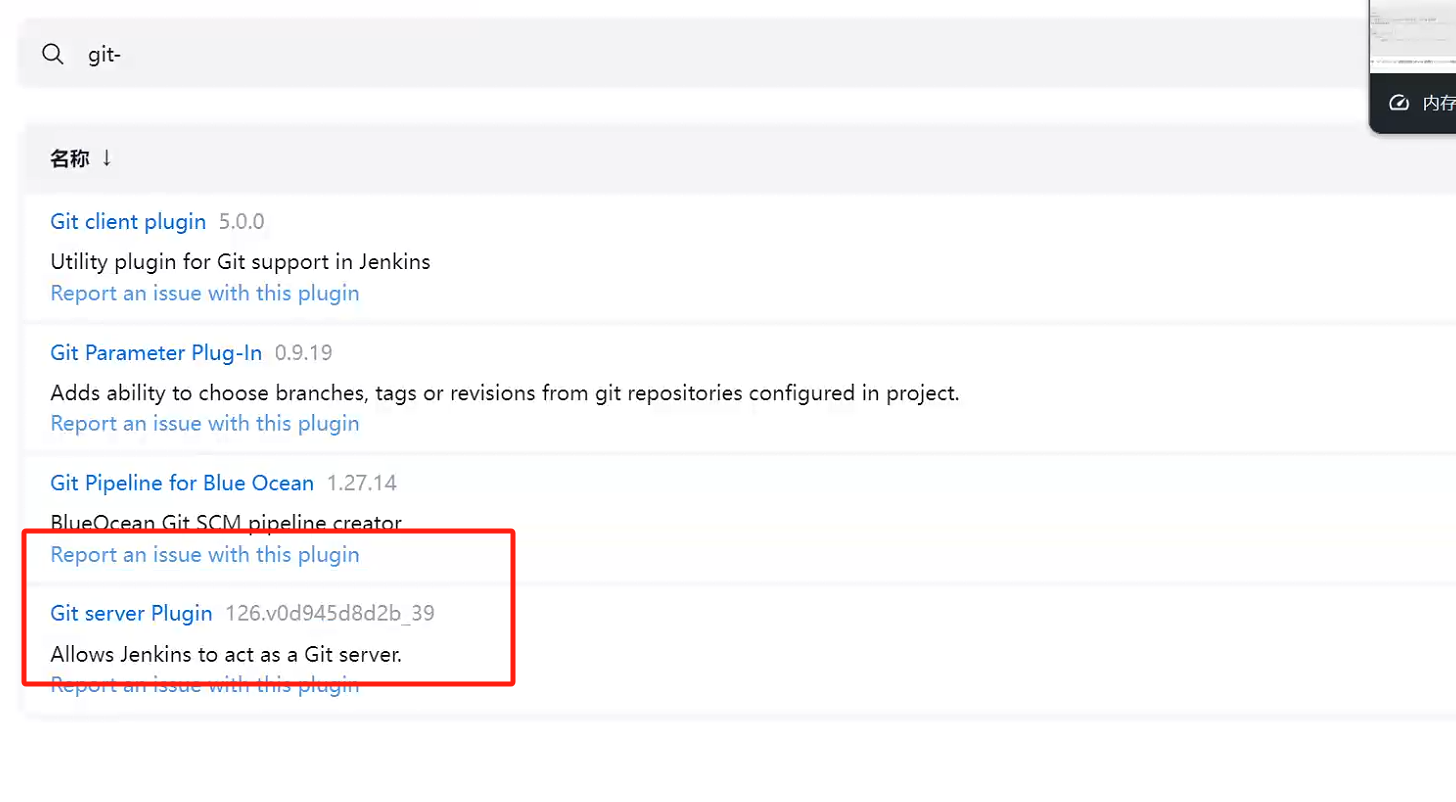 git-
内存
名称 ↓
Git client plugin 5.0.0
Utility plugin for Git support in Jenkins
Report an issue with this plugin
Git Parameter Plug-In 0.9.19
Adds ability to choose branches, tags or revisions from git repositories configured in project.
Report an issue with this plugin
Git Pipeline for Blue Ocean 1.27.14
BlueOcean Git SCM pipeline creator
Report an issue with this plugin
Git server Plugin 126.v0d945d8d2b_39
Allows Jenkins to act as a Git server.
Report an issue with this plugin